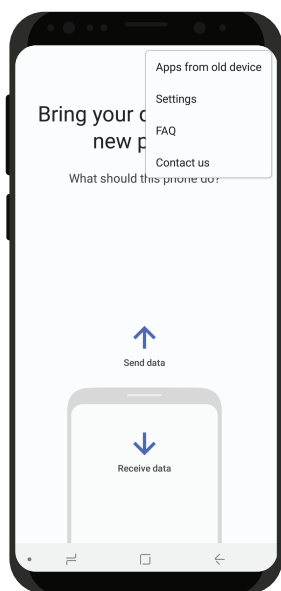 Apps from old device
Settings
FAQ
Contact us
Bring your
new
What should this phone do?
Send data
Receive data